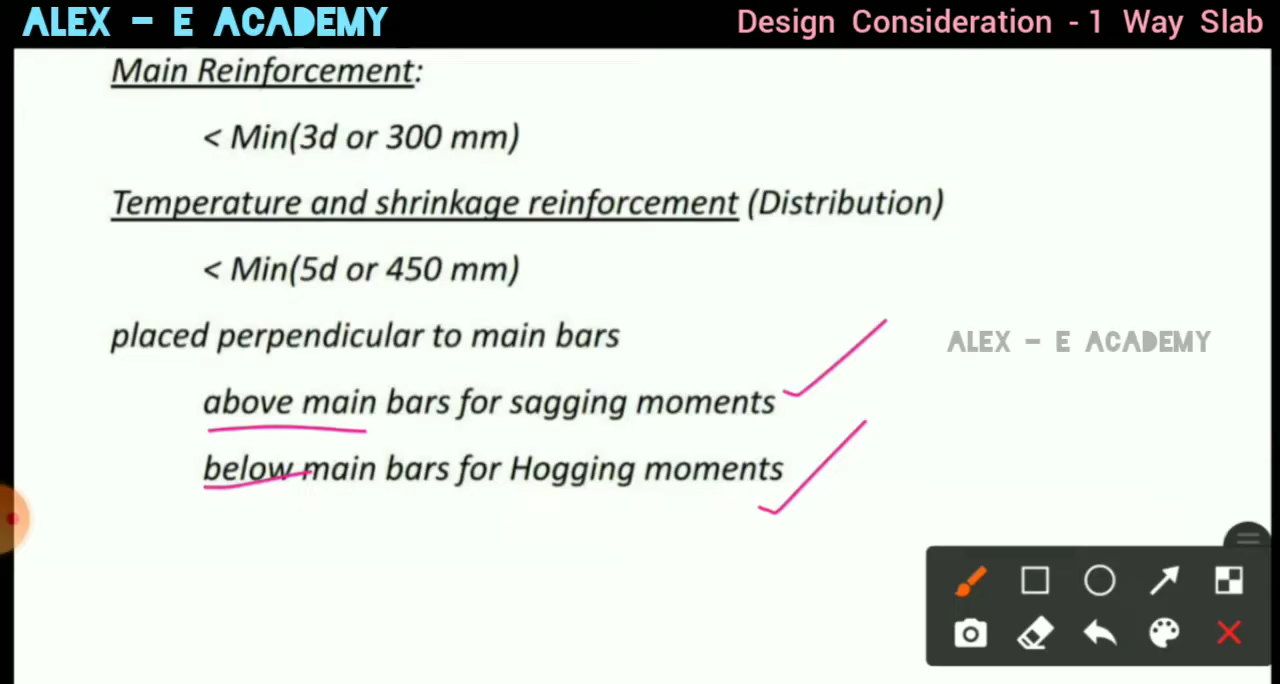 ALEX - E ACADEMY
Design Consideration - 1 Way Slab
Main Reinforcement:
< Min(3d or 300 mm)
Temperature and shrinkage reinforcement (Distribution)
< Min(5d or 450 mm)
placed perpendicular to main bars
ALEX - E ACADEMY
above main bars for sagging moments
below main bars for Hogging moments